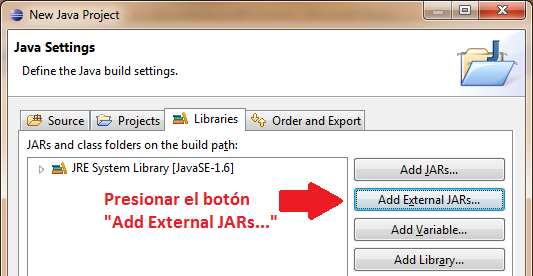 New Java Project
Java Settings
Define the Java build settings.
Source
Projects
Libraries
Order and Export
JARs and class folders on the build path:
JRE System Library [JavaSE-1.6]
Add JARs...
Presionar el botón
"Add External JARs..."
Add External JARs...
Add Variable...
Add Library...